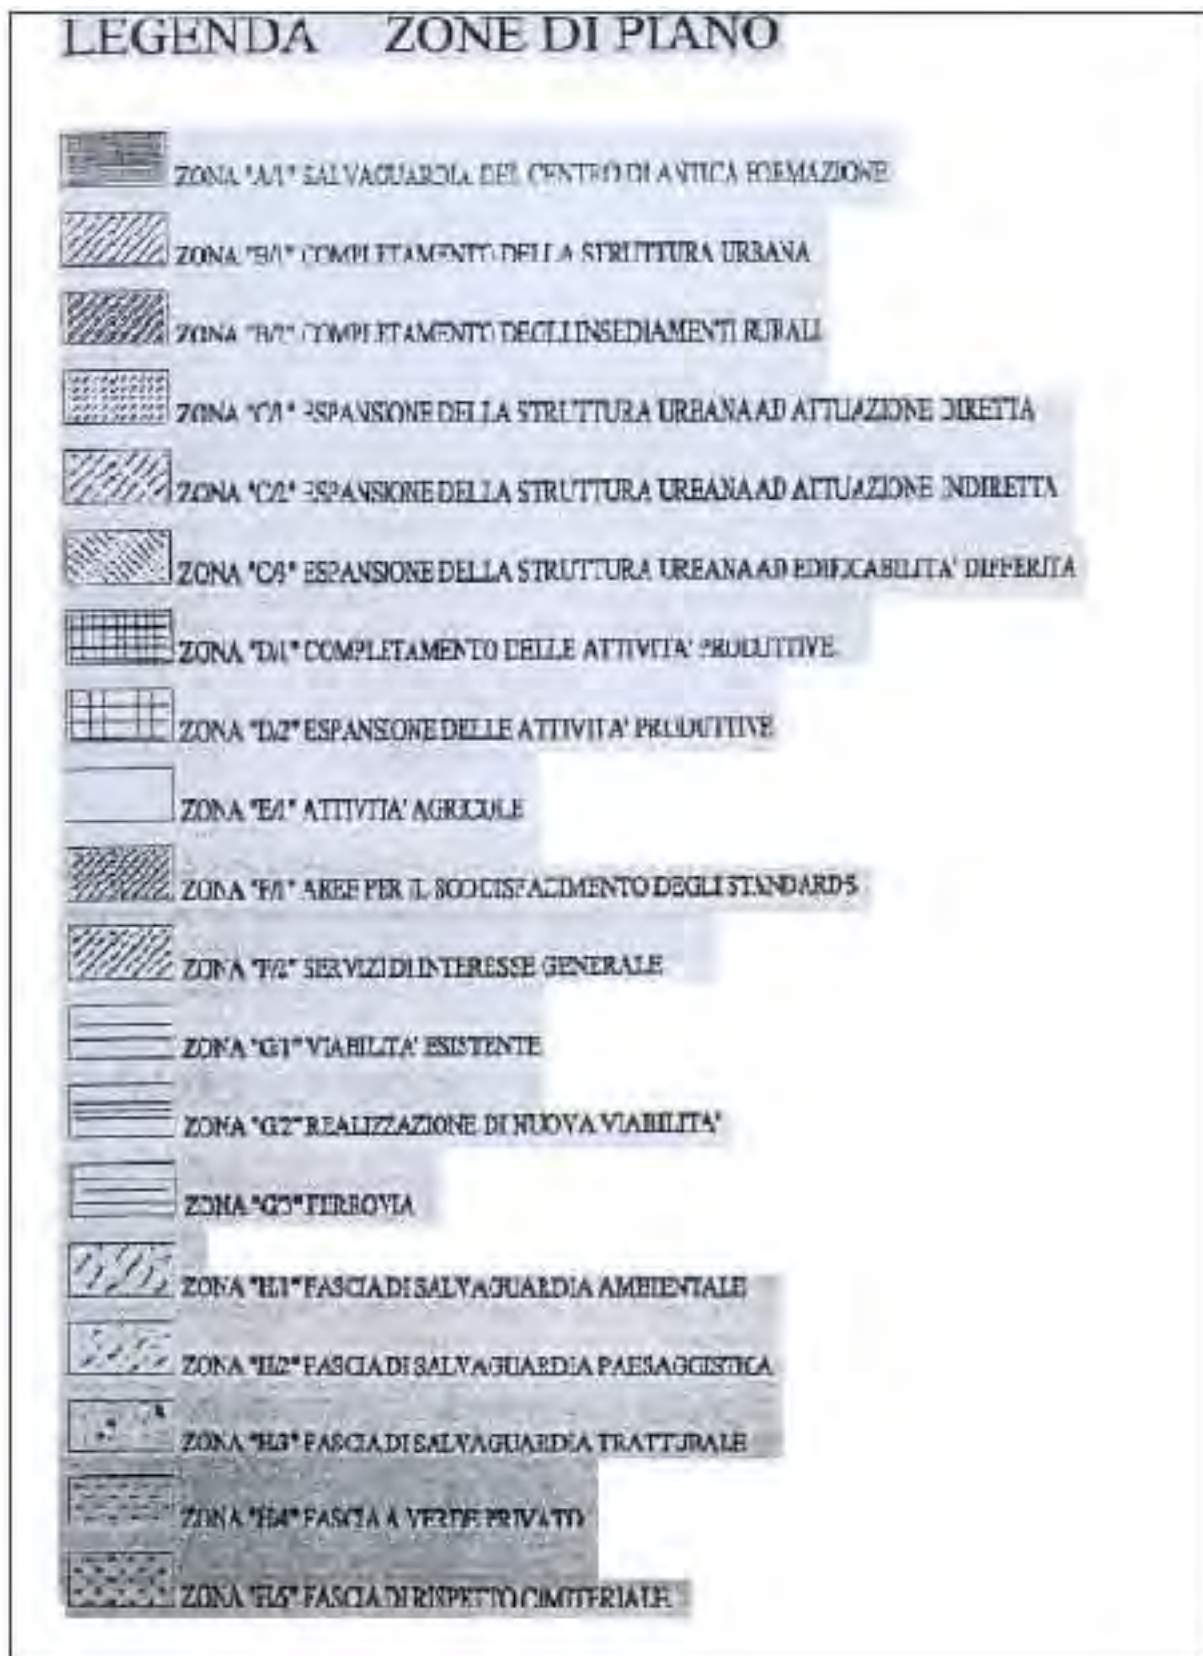 LEGENDA ZONE DI PIANO
ZONA "A/1" SALVAGUARDIA DEL CENTRO DI ANTICA FORMAZIONE
ZONA "B/1" COMPLETAMENTO DELLA STRUTTURA URBANA
ZONA "B/2" COMPLETAMENTO DEGLI INSEDIAMENTI RURALI
ZONA "C/1" ESPANSIONE DELLA STRUTTURA URBANA AD ATTUAZIONE DIRETTA
ZONA "C/2" ESPANSIONE DELLA STRUTTURA URBANA AD ATTUAZIONE INDIRETTA
ZONA "C/3" ESPANSIONE DELLA STRUTTURA URBANA AD EDIFICABILITA' DIFFERITA
ZONA "D/1" COMPLETAMENTO DELLE ATTIVITA' PRODUTTIVE
ZONA "D/2" ESPANSIONE DELLE ATTIVITA' PRODUTTIVE
ZONA "E/1" ATTIVITA' AGRICOLE
ZONA "F/1" AREE PER IL SODDISFACIMENTO DEGLI STANDARDS
ZONA "F/2" SERVIZI DI INTERESSE GENERALE
ZONA "G/1" VIABILITA' ESISTENTE
ZONA "G/2" REALIZZAZIONE DI NUOVA VIABILITA'
ZONA "G/3" FERROVIA
ZONA "H/1" FASCIA DI SALVAGUARDIA AMBIENTALE
ZONA "H/2" FASCIA DI SALVAGUARDIA PAESAGGISTICA
ZONA "H/3" FASCIA DI SALVAGUARDIA TRATTURALE
ZONA "H/4" FASCIA A VERDE PRIVATO
ZONA "H/5" FASCIA DI RISPETTO CIMITERIALE